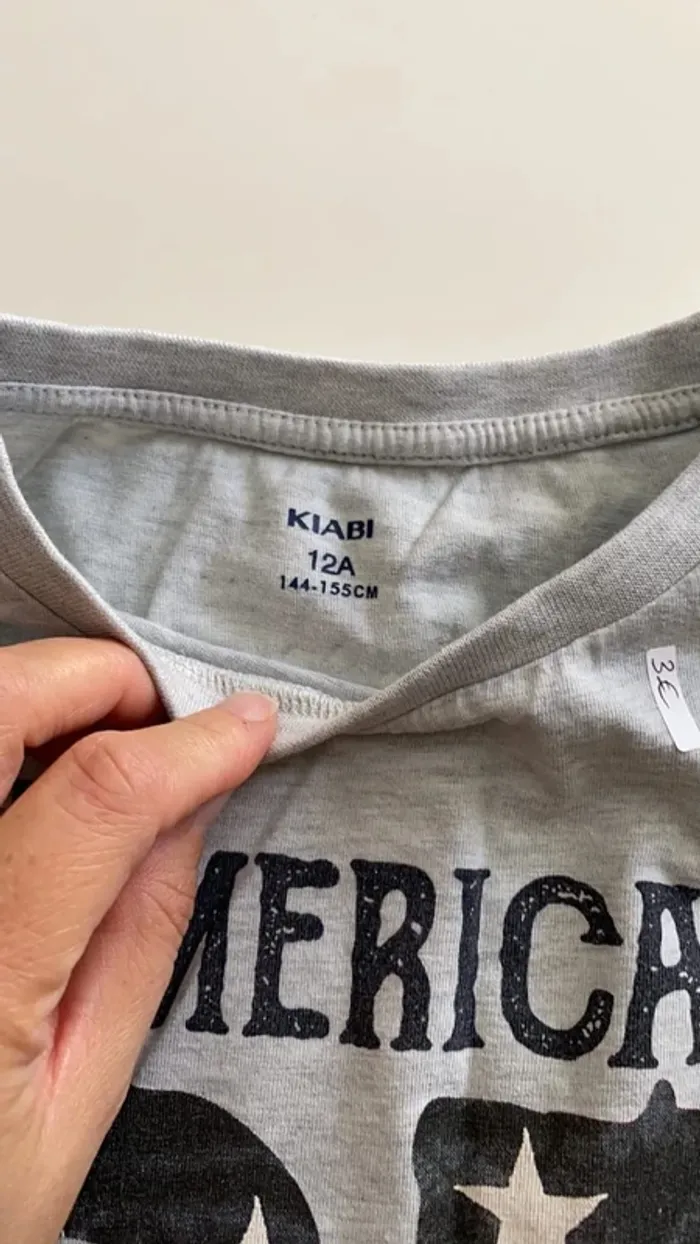 KIABI
12A
144-155CM
3€
MERICA